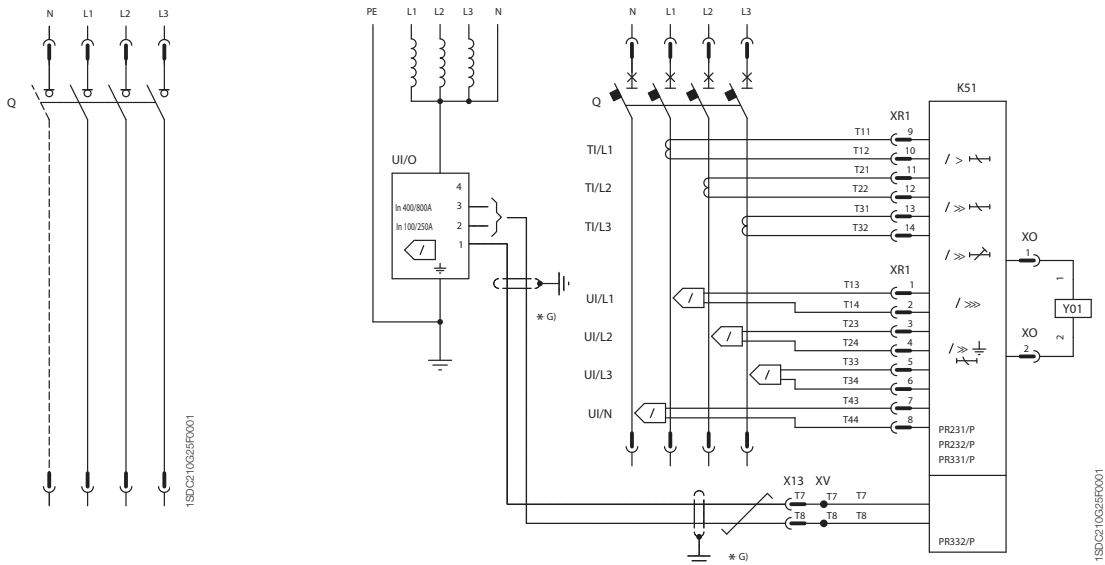 N L1 L2 L3
Q
1SDC210G25F0001
PE L1 L2 L3 N
UI/O
4
In 400/800A 3
In 100/250A 2
/ 1
* G)
N L1 L2 L3
Q
K51
XR1
TI/L1
T11 9
T12 10
/ >
TI/L2
T21 11
T22 12
TI/L3
T31 13
T32 14
/ >>
/ >>
XR1
UI/L1
/
T13 1
T14 2
/ >>>
UI/L2
/
T23 3
T24 4
/ >>
UI/L3
/
T33 5
T34 6
UI/N
/
T43 7
T44 8
PR231/P
PR232/P
PR331/P
XO
1
1
Y01
2
XO
2
X13 XV
T7 T7 T7
T8 T8 T8
* G)
PR332/P
1SDC210G25F0001